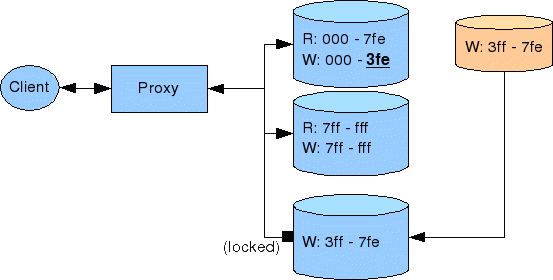 R: 000 - 7fe
W: 000 - 3fe
W: 3ff - 7fe
Client
Proxy
R: 7ff - fff
W: 7ff - fff
(locked)
W: 3ff - 7fe